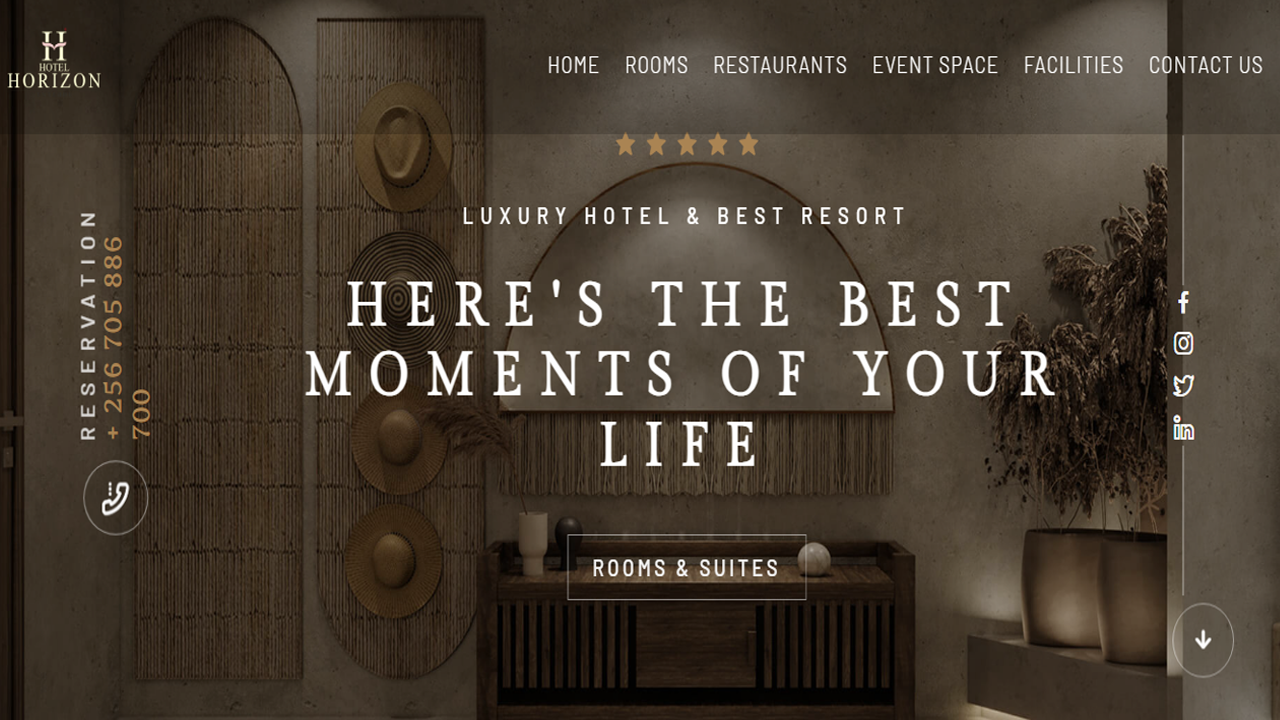 H
HOTEL
HORIZON
HOME ROOMS RESTAURANTS EVENT SPACE FACILITIES CONTACT US
LUXURY HOTEL & BEST RESORT
HERE'S THE BEST
MOMENTS OF YOUR
LIFE
ROOMS & SUITES
RESERVATION
+ 256 705 886
700